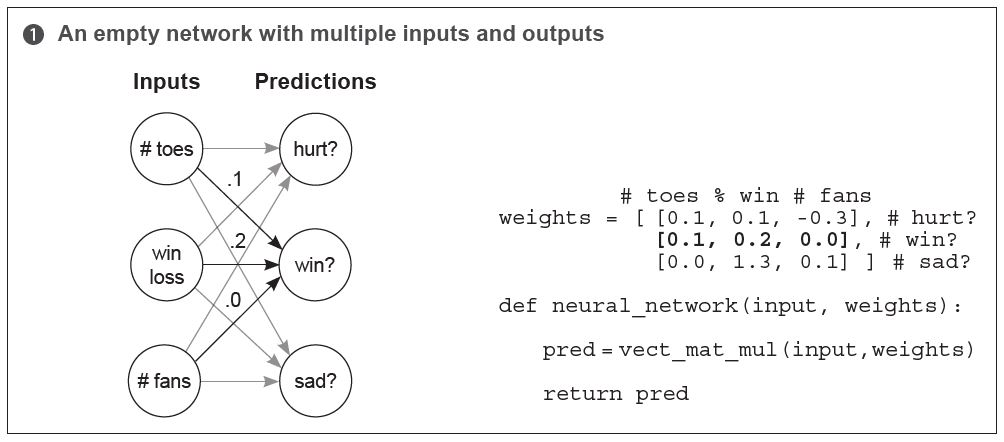 1 An empty network with multiple inputs and outputs
Inputs
Predictions
# toes
hurt?
.1
win
loss
.2
win?
.0
# fans
sad?
# toes % win # fans
weights = [ [0.1, 0.1, -0.3], # hurt?
[0.1, 0.2, 0.0], # win?
[0.0, 1.3, 0.1] ] # sad?
def neural_network(input, weights):
pred = vect_mat_mul(input,weights)
return pred